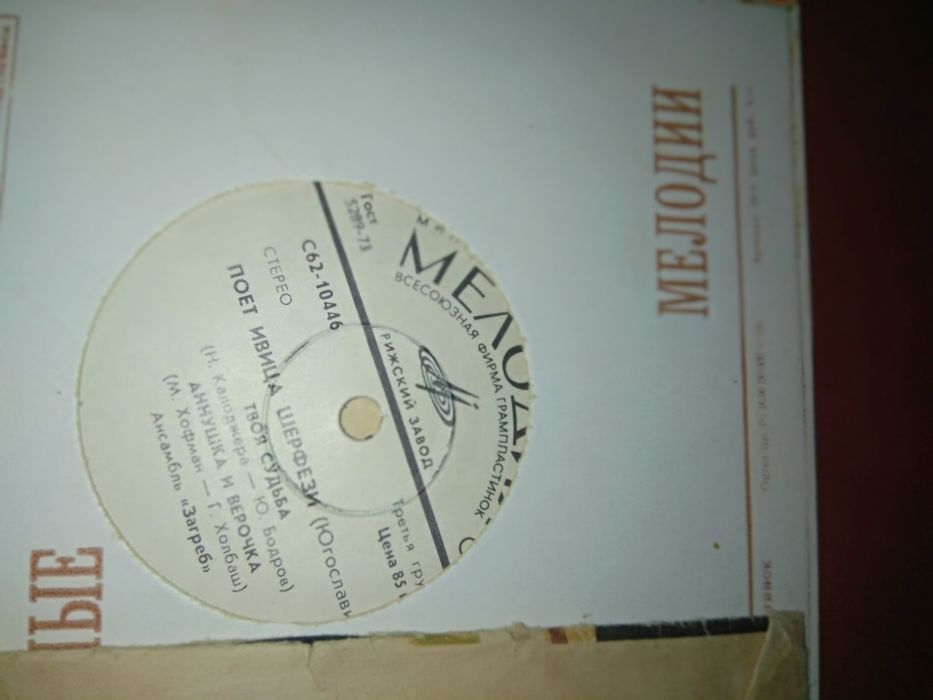 МЕЛОДИИ
МЕЛОДИ
ВСЕСОЮЗНАЯ ФИРМА ГРАМПЛАСТИНОК
РИЖСКИЙ ЗАВОД
Гост
5289-73
Третья гру
Цена 85 к
С62-10446
СТЕРЕО
ПОЕТ ИВИЦА ШЕРФЕЗИ (Югослави
ТВОЯ СУДЬБА
(Н. Калоджера — Ю. Бодров)
АННУШКА И ВЕРОЧКА
(М. Хофман — Г. Холбаш)
Ансамбль «Загреб»
НЫЕ